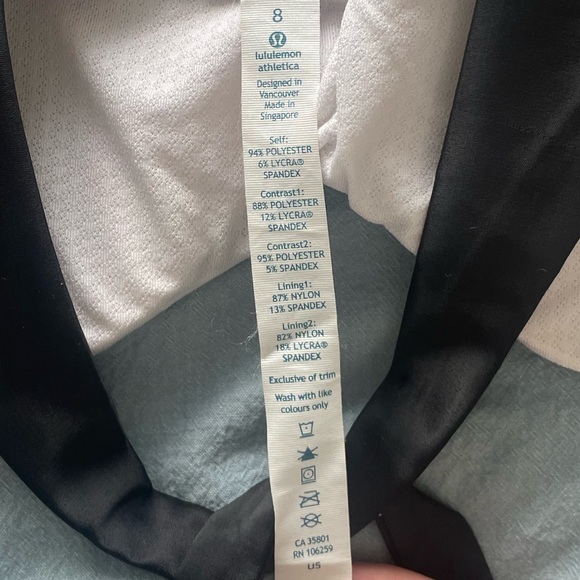 8
lululemon
athletica
Designed in
Vancouver
Made in
Singapore
Self:
94% POLYESTER
6% LYCRA®
SPANDEX
Contrast1:
88% POLYESTER
12% LYCRA®
SPANDEX
Contrast2:
95% POLYESTER
5% SPANDEX
Lining1:
87% NYLON
13% SPANDEX
Lining2:
82% NYLON
18% LYCRA®
SPANDEX
Exclusive of trim
Wash with like
colours only
CA 35801
RN 106259
US